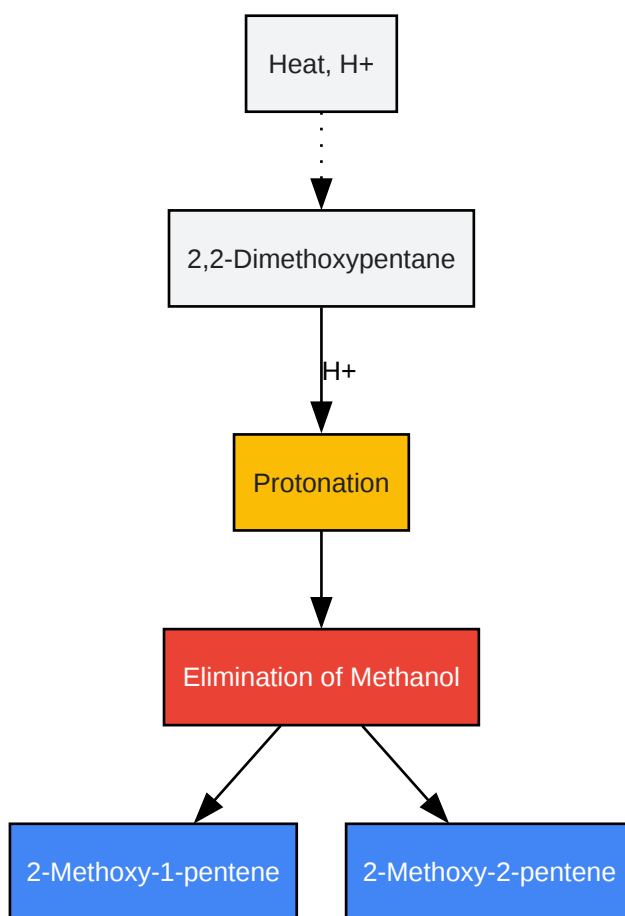 Heat, H+
2,2-Dimethoxypentane
H+
Protonation
Elimination of Methanol
2-Methoxy-1-pentene
2-Methoxy-2-pentene